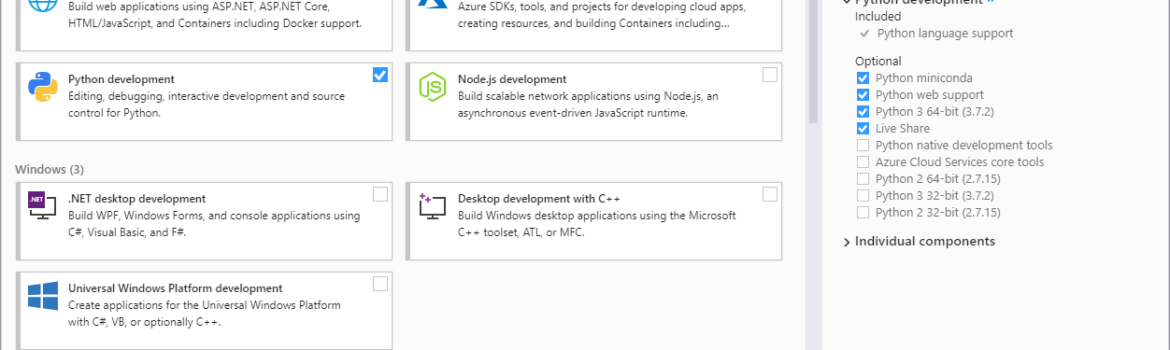 Build web applications using ASP.NET, ASP.NET Core,
HTML/JavaScript, and Containers including Docker support.
Azure SDKs, tools, and projects for developing cloud apps,
creating resources, and building Containers including...
Python development
Editing, debugging, interactive development and source
control for Python.
Node.js development
Build scalable network applications using Node.js, an
asynchronous event-driven JavaScript runtime.
Windows (3)
.NET
.NET desktop development
Build WPF, Windows Forms, and console applications using
C#, Visual Basic, and F#.
Desktop development with C++
Build Windows desktop applications using the Microsoft
C++ toolset, ATL, or MFC.
Universal Windows Platform development
Create applications for the Universal Windows Platform
with C#, VB, or optionally C++.
Python development
Included
Python language support
Optional
Python miniconda
Python web support
Python 3 64-bit (3.7.2)
Live Share
Python native development tools
Azure Cloud Services core tools
Python 2 64-bit (2.7.15)
Python 3 32-bit (3.7.2)
Python 2 32-bit (2.7.15)
Individual components